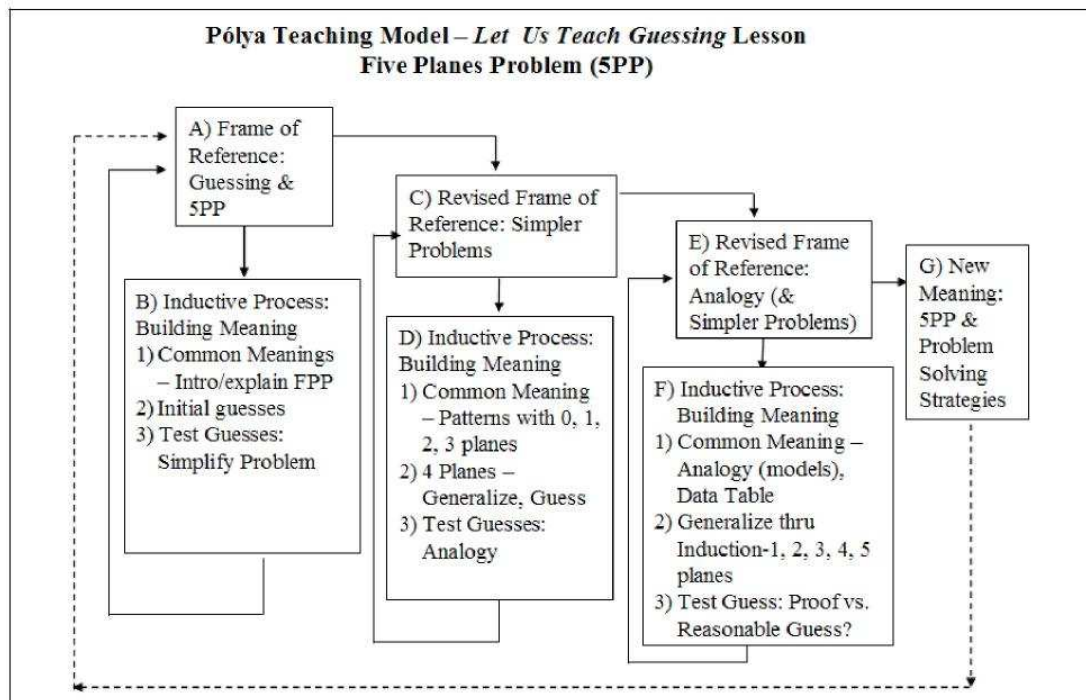 Pólya Teaching Model – Let Us Teach Guessing Lesson
Five Planes Problem (5PP)
A) Frame of
Reference:
Guessing &
5PP
B) Inductive Process:
Building Meaning
1) Common Meanings
– Intro/explain FPP
2) Initial guesses
3) Test Guesses:
Simplify Problem
C) Revised Frame of
Reference: Simpler
Problems
D) Inductive Process:
Building Meaning
1) Common Meaning
– Patterns with 0, 1,
2, 3 planes
2) 4 Planes –
Generalize, Guess
3) Test Guesses:
Analogy
E) Revised Frame
of Reference:
Analogy (&
Simpler Problems)
F) Inductive Process:
Building Meaning
1) Common Meaning –
Analogy (models),
Data Table
2) Generalize thru
Induction-1, 2, 3, 4, 5
planes
3) Test Guess: Proof vs.
Reasonable Guess?
G) New
Meaning:
5PP &
Problem
Solving
Strategies